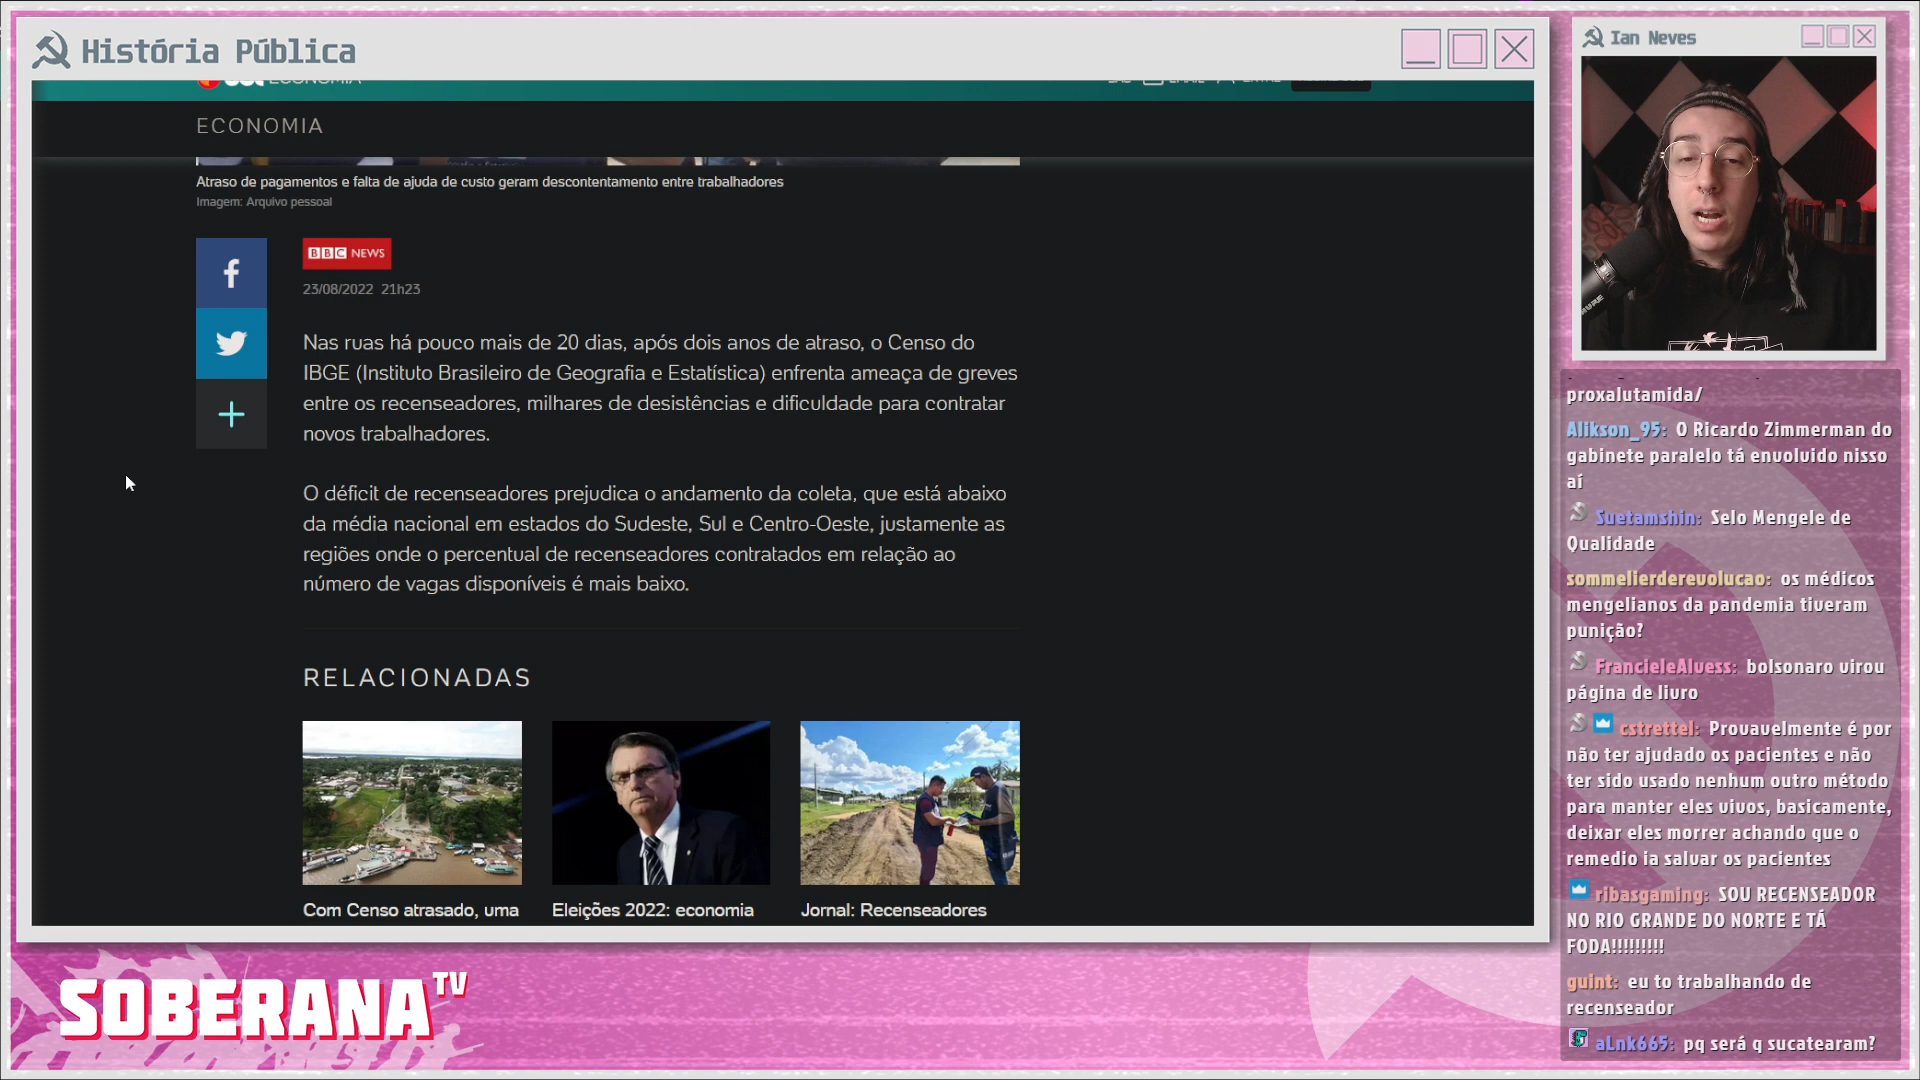 História Pública
ECONOMIA
Atraso de pagamentos e falta de ajuda de custo geram descontentamento entre trabalhadores
Imagem: Arquivo pessoal
BBC NEWS
23/08/2022 21h23
Nas ruas há pouco mais de 20 dias, após dois anos de atraso, o Censo do
IBGE (Instituto Brasileiro de Geografia e Estatística) enfrenta ameaça de greves
entre os recenseadores, milhares de desistências e dificuldade para contratar
novos trabalhadores.
O déficit de recenseadores prejudica o andamento da coleta, que está abaixo
da média nacional em estados do Sudeste, Sul e Centro-Oeste, justamente as
regiões onde o percentual de recenseadores contratados em relação ao
número de vagas disponíveis é mais baixo.
RELACIONADAS
Com Censo atrasado, uma
Eleições 2022: economia
Jornal: Recenseadores
SOBERANA TV
Ian Neves
proxalutamida/
Alikson_95: O Ricardo Zimmerman do
gabinete paralelo tá envolvido nisso
aí
Suetamshin: Selo Mengele de
Qualidade
sommelierderevolucao: os médicos
mengelianos da pandemia tiveram
punição?
FrancieleAlvess: bolsonaro virou
página de livro
cstrettel: Provavelmente é por
não ter ajudado os pacientes e não
ter sido usado nenhum outro método
para manter eles vivos, basicamente,
deixar eles morrer achando que o
remedio ia salvar os pacientes
ribasgaming: SOU RECENSEADOR
NO RIO GRANDE DO NORTE E TÁ
FODA!!!!!!!!!
guint: eu to trabalhando de
recenseador
aLnk665: pq será q sucatearam?